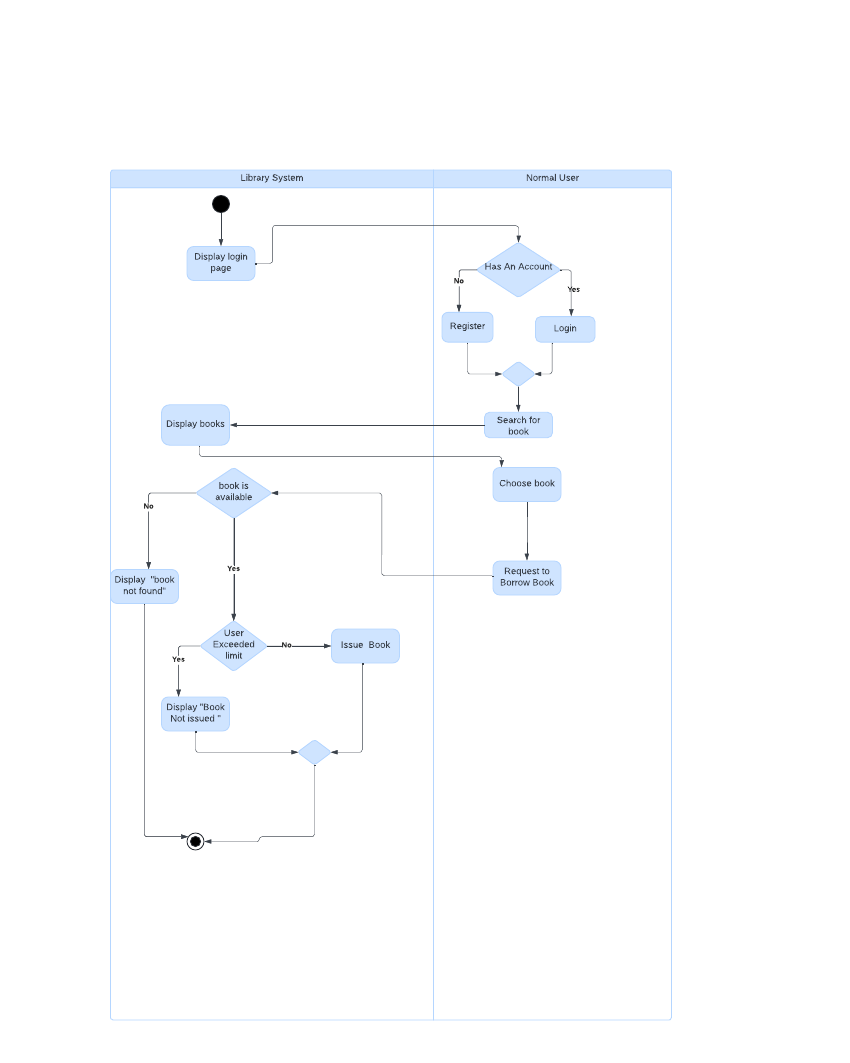 Library System
Normal User
Display login
page
Has An Account
No
Yes
Register
Login
Search for
book
Display books
Choose book
book is
available
No
Yes
Request to
Borrow Book
Display "book
not found"
User
Exceeded
limit
No
Yes
Issue Book
Display "Book
Not issued "